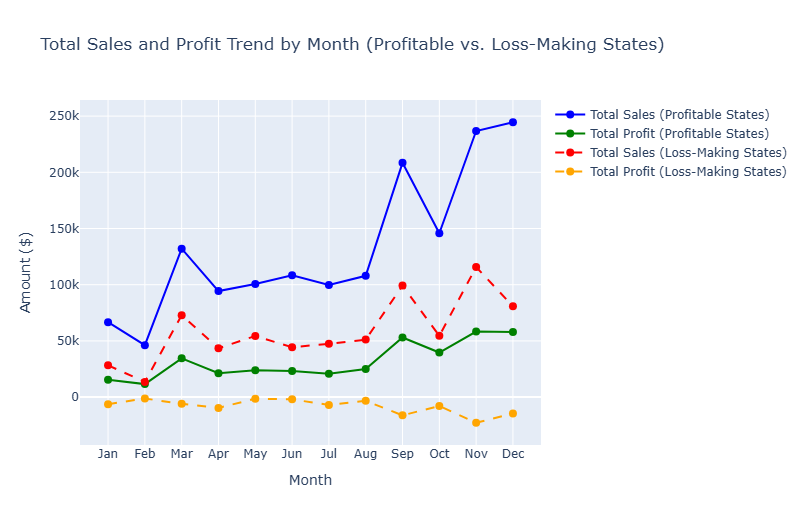 Total Sales and Profit Trend by Month (Profitable vs. Loss-Making States)
250k
200k
150k
100k
50k
0
Amount ($)
Jan Feb Mar Apr May Jun Jul Aug Sep Oct Nov Dec
Month
Total Sales (Profitable States)
Total Profit (Profitable States)
Total Sales (Loss-Making States)
Total Profit (Loss-Making States)